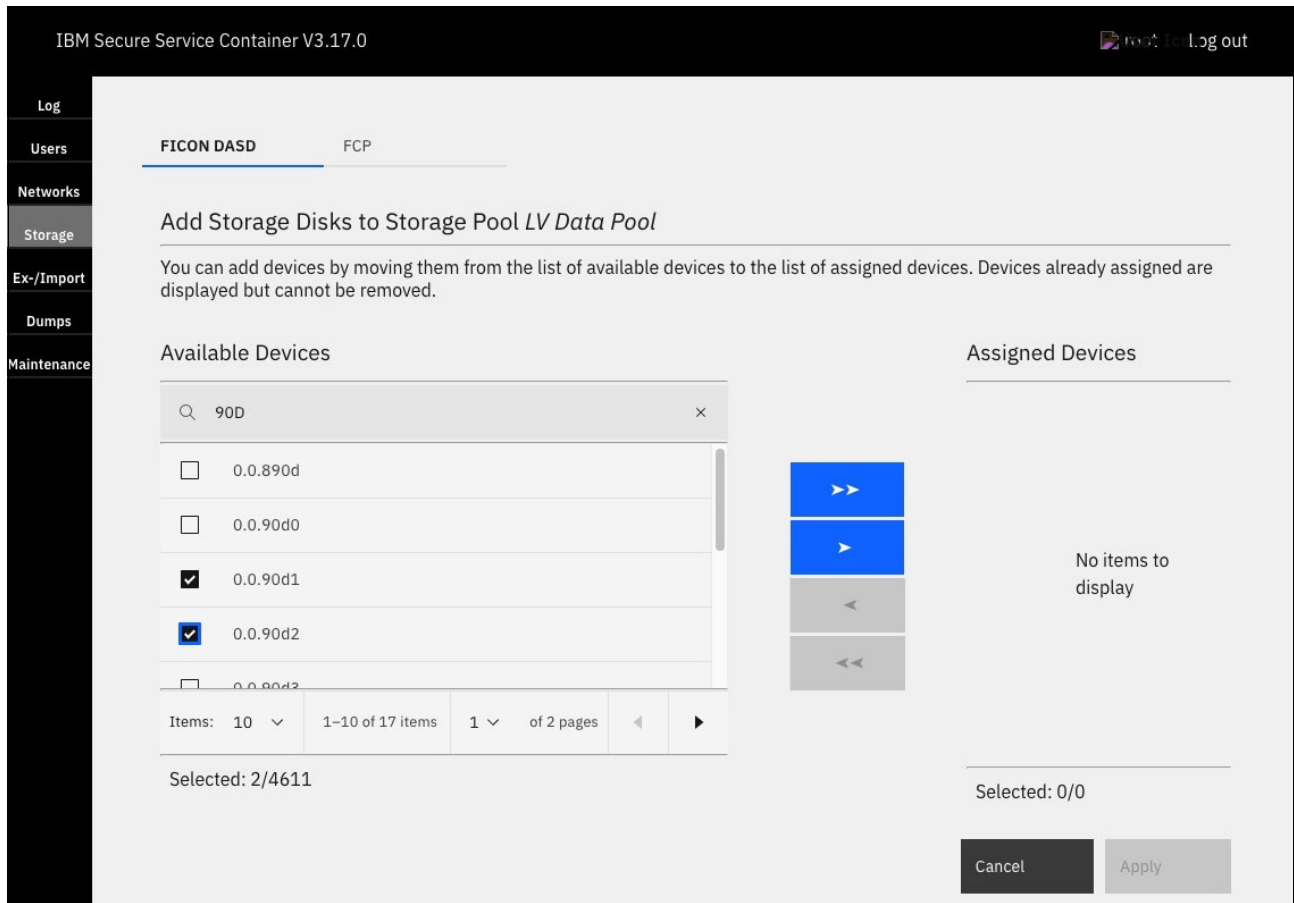 IBM Secure Service Container V3.17.0
Log out
Log
Users
Networks
Storage
Ex-/Import
Dumps
Maintenance
FICON DASD FCP
Add Storage Disks to Storage Pool LV Data Pool
You can add devices by moving them from the list of available devices to the list of assigned devices. Devices already assigned are
displayed but cannot be removed.
Available Devices
90D
0.0.890d
0.0.90d0
0.0.90d1
0.0.90d2
0.0.90d3
Items: 10 1–10 of 17 items 1 of 2 pages
Selected: 2/4611
Assigned Devices
No items to
display
Selected: 0/0
Cancel Apply